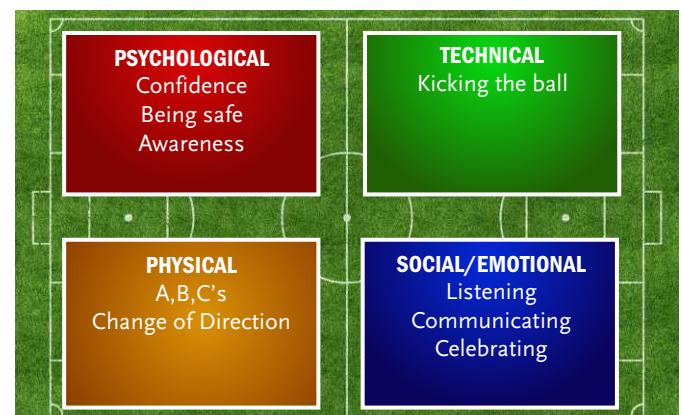 PSYCHOLOGICAL
Confidence
Being safe
Awareness
TECHNICAL
Kicking the ball
PHYSICAL
A,B,C’s
Change of Direction
SOCIAL/EMOTIONAL
Listening
Communicating
Celebrating